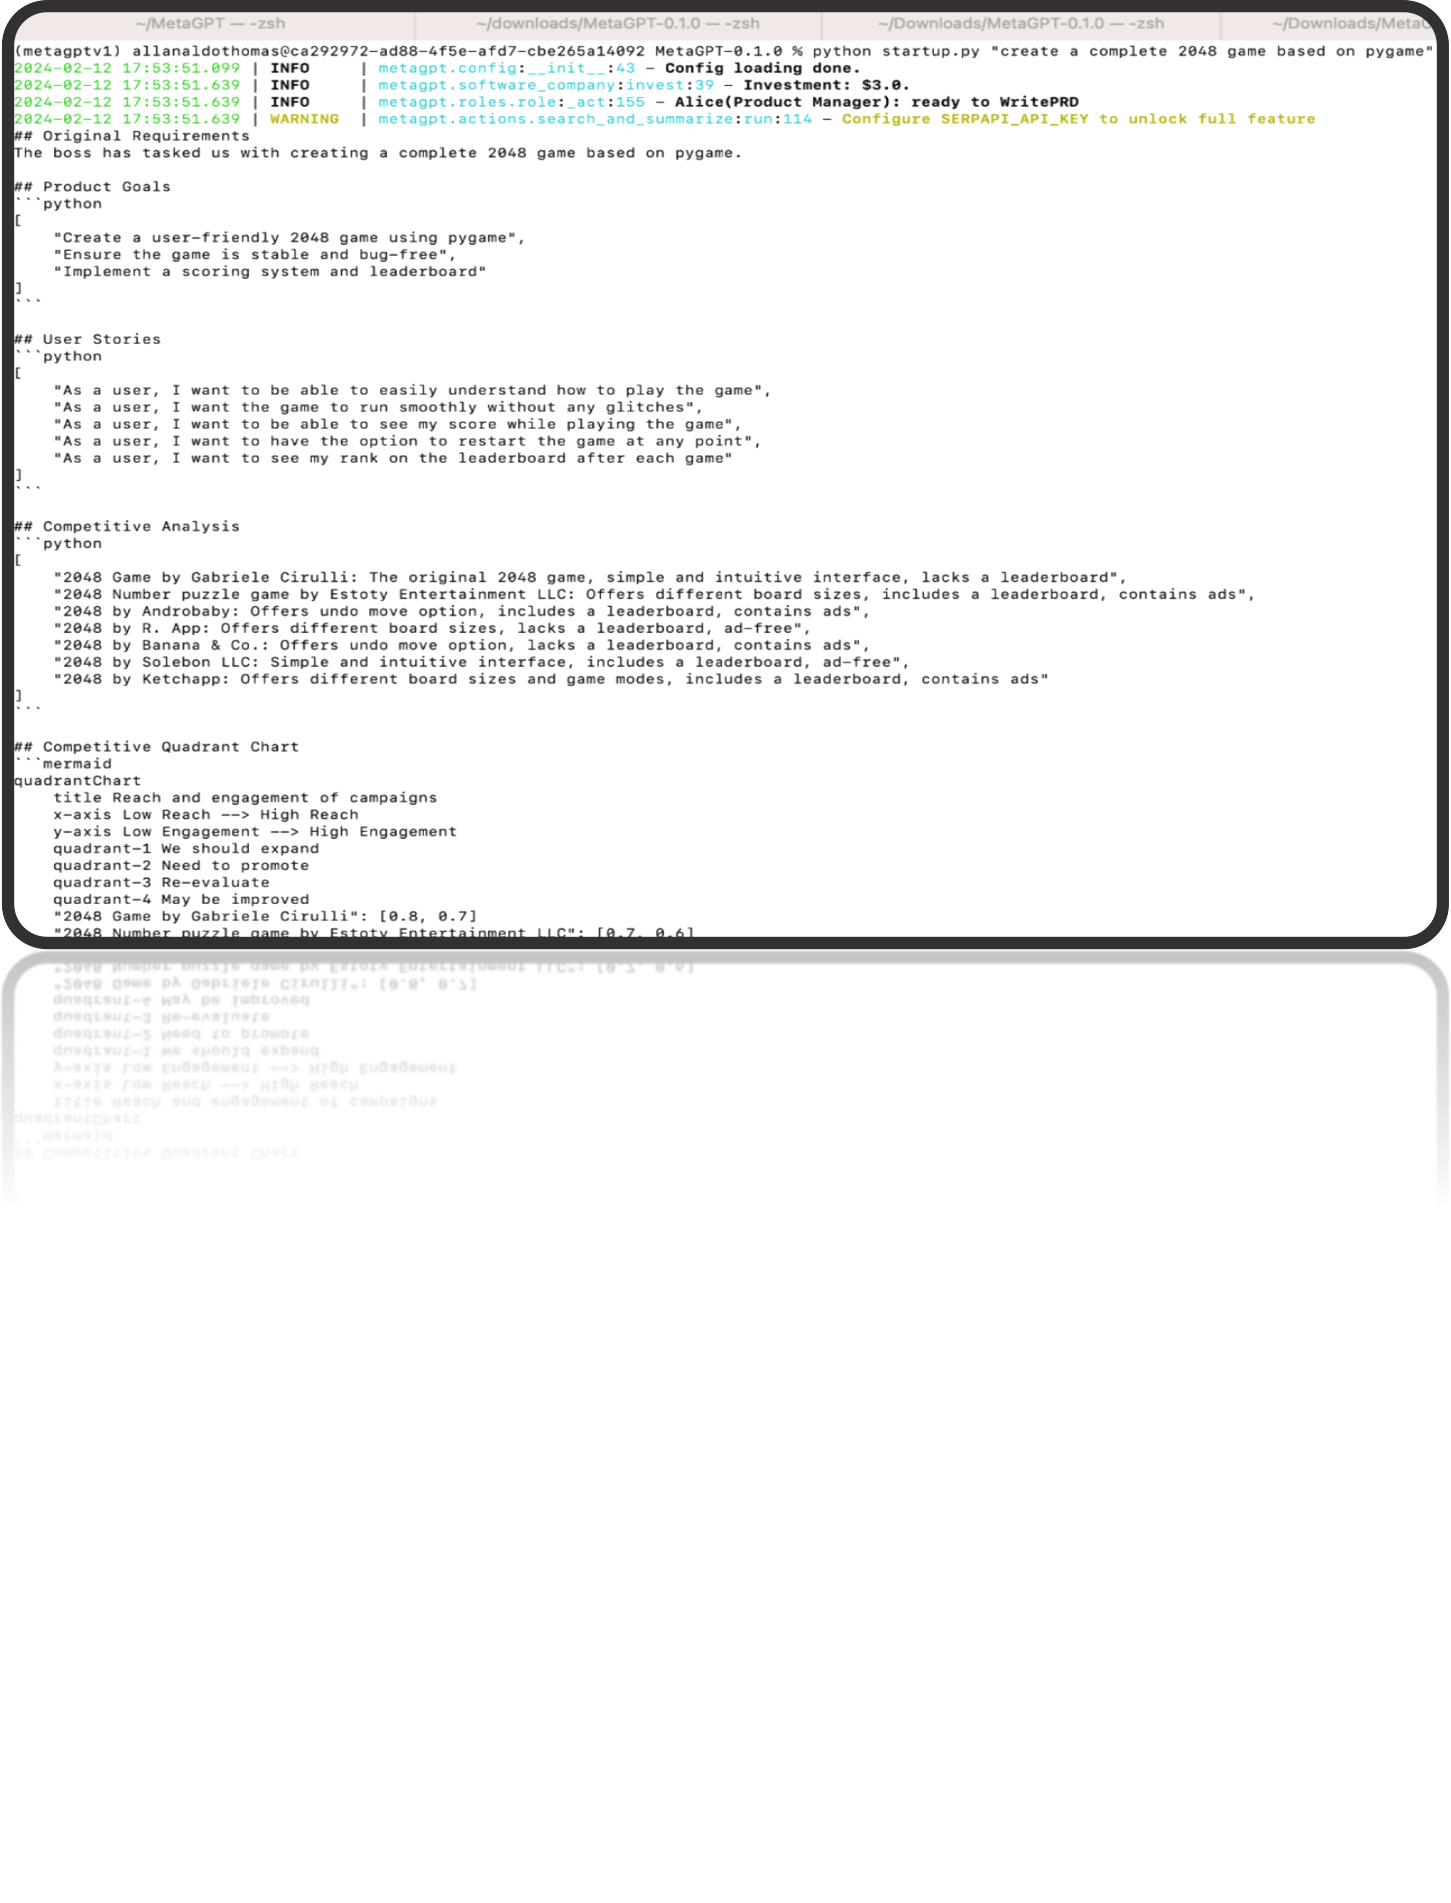 ~/MetaGPT — -zsh
~/downloads/MetaGPT-0.1.0 — -zsh
~/Downloads/MetaGPT-0.1.0 — -zsh
~/Downloads/MetaG
(metagptv1) allanaldothomas@ca292972-ad88-4f5e-afd7-cbe265a14092 MetaGPT-0.1.0 % python startup.py "create a complete 2048 game based on pygame"
2024-02-12 17:53:51.099 | INFO     | metagpt.config:__init__:43 - Config loading done.
2024-02-12 17:53:51.639 | INFO     | metagpt.software_company:invest:39 - Investment: $3.0.
2024-02-12 17:53:51.639 | INFO     | metagpt.roles.role:_act:155 - Alice(Product Manager): ready to WritePRD
2024-02-12 17:53:51.639 | WARNING  | metagpt.actions.search_and_summarize:run:114 - Configure SERPAPI_API_KEY to unlock full feature
## Original Requirements
The boss has tasked us with creating a complete 2048 game based on pygame.
## Product Goals
```python
[
    "Create a user-friendly 2048 game using pygame",
    "Ensure the game is stable and bug-free",
    "Implement a scoring system and leaderboard"
]
```
## User Stories
```python
[
    "As a user, I want to be able to easily understand how to play the game",
    "As a user, I want the game to run smoothly without any glitches",
    "As a user, I want to be able to see my score while playing the game",
    "As a user, I want to have the option to restart the game at any point",
    "As a user, I want to see my rank on the leaderboard after each game"
]
```
## Competitive Analysis
```python
[
    "2048 Game by Gabriele Cirulli: The original 2048 game, simple and intuitive interface, lacks a leaderboard",
    "2048 Number puzzle game by Estoty Entertainment LLC: Offers different board sizes, includes a leaderboard, contains ads",
    "2048 by Androbaby: Offers undo move option, includes a leaderboard, contains ads",
    "2048 by R. App: Offers different board sizes, lacks a leaderboard, ad-free",
    "2048 by Banana & Co.: Offers undo move option, lacks a leaderboard, contains ads",
    "2048 by Solebon LLC: Simple and intuitive interface, includes a leaderboard, ad-free",
    "2048 by Ketchapp: Offers different board sizes and game modes, includes a leaderboard, contains ads"
]
```
## Competitive Quadrant Chart
```mermaid
quadrantChart
    title Reach and engagement of campaigns
    x-axis Low Reach --> High Reach
    y-axis Low Engagement --> High Engagement
    quadrant-1 We should expand
    quadrant-2 Need to promote
    quadrant-3 Re-evaluate
    quadrant-4 May be improved
    "2048 Game by Gabriele Cirulli": [0.8, 0.7]
    "2048 Number puzzle game by Estoty Entertainment LLC": [0.7, 0.6]